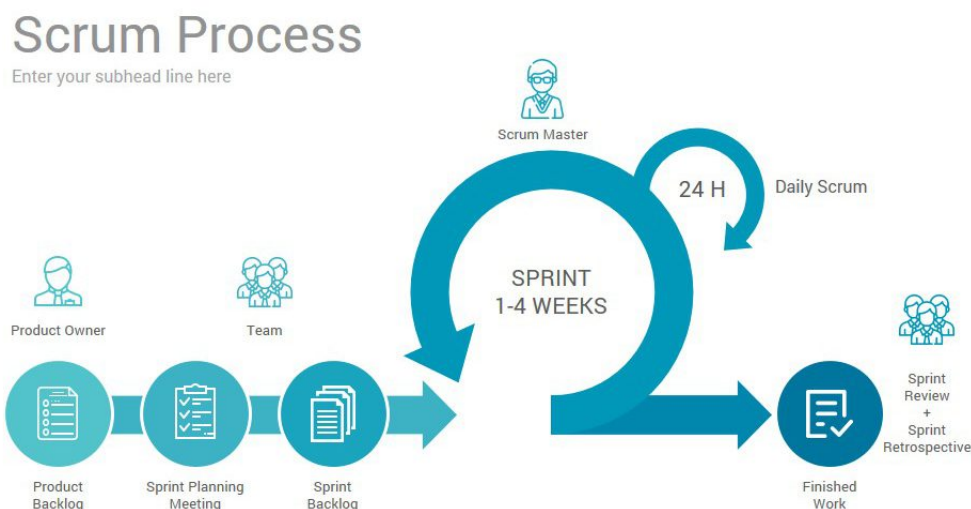 Scrum Process
Enter your subhead line here
Scrum Master
24 H
Daily Scrum
SPRINT
1-4 WEEKS
Product Owner
Team
Product
Backlog
Sprint Planning
Meeting
Sprint
Backlog
Finished
Work
Sprint
Review
+
Sprint
Retrospective